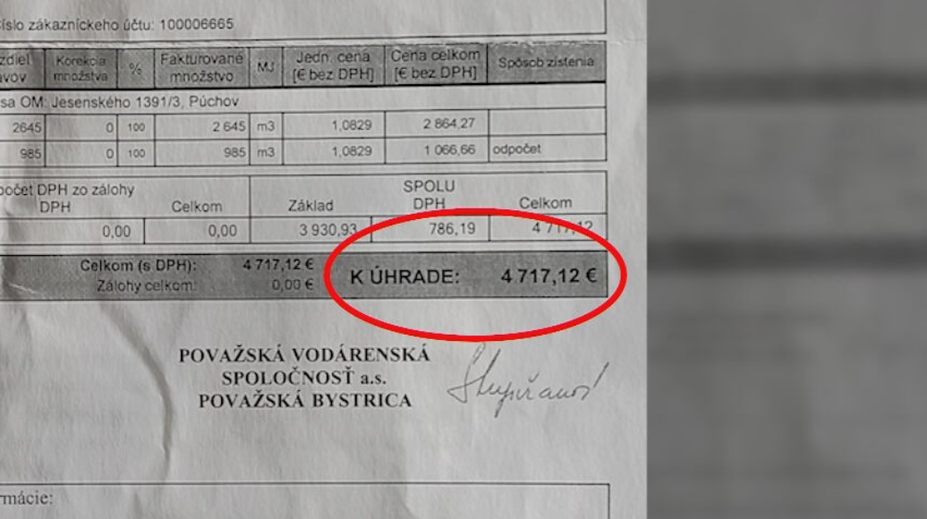 Číslo zákazníckeho účtu: 100006665
Korekcia množstva % Fakturované množstvo MJ Jedn. cena [€ bez DPH] Cena celkom [€ bez DPH] Spôsob zistenia
OM: Jesenského 1391/3, Púchov
2645 0 100 2 645 m3 1,0829 2 864,27
985 0 100 985 m3 1,0829 1 066,66 odpočet
DPH zo zálohy SPOLU
DPH Celkom Základ DPH Celkom
0,00 0,00 3 930,93 786,19 4 717,12
Celkom (s DPH): 4 717,12 € K ÚHRADE: 4 717,12 €
Zálohy celkom: 0,00 €
POVAŽSKÁ VODÁRENSKÁ
SPOLOČNOSŤ a.s.
POVAŽSKÁ BYSTRICA